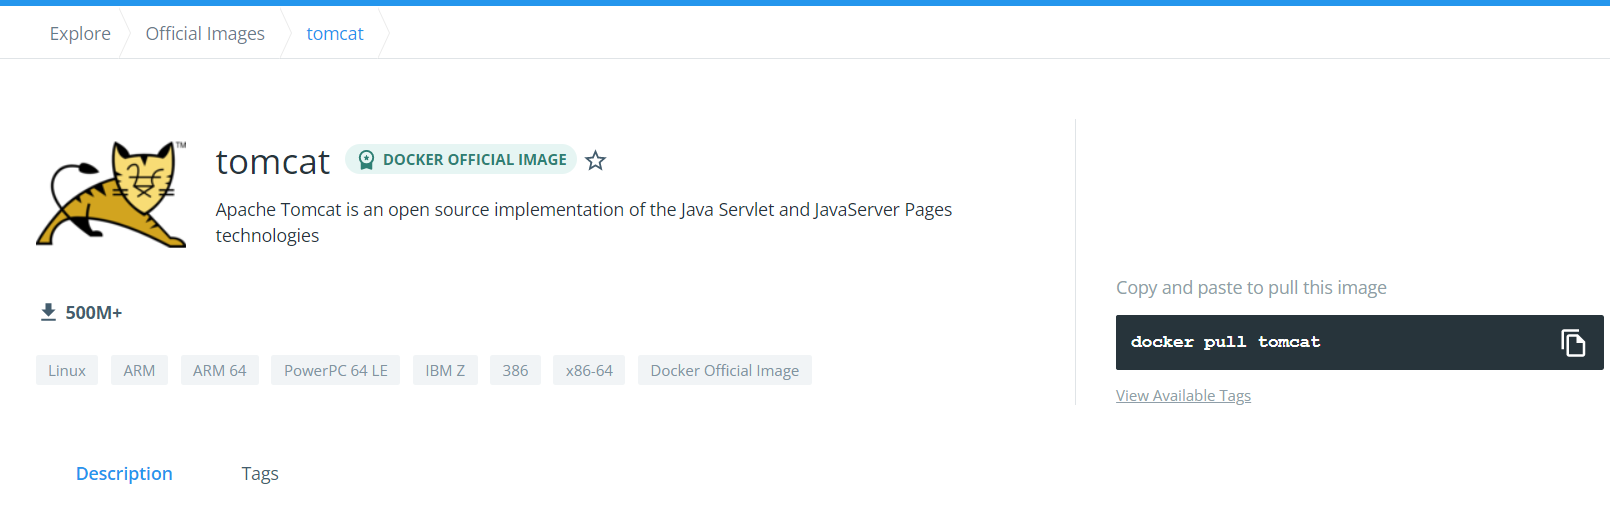 Explore
Official Images
tomcat
TM
tomcat
DOCKER OFFICIAL IMAGE
Apache Tomcat is an open source implementation of the Java Servlet and JavaServer Pages
technologies
500M+
Linux
ARM
ARM 64
PowerPC 64 LE
IBM Z
386
x86-64
Docker Official Image
Copy and paste to pull this image
docker pull tomcat
View Available Tags
Description
Tags